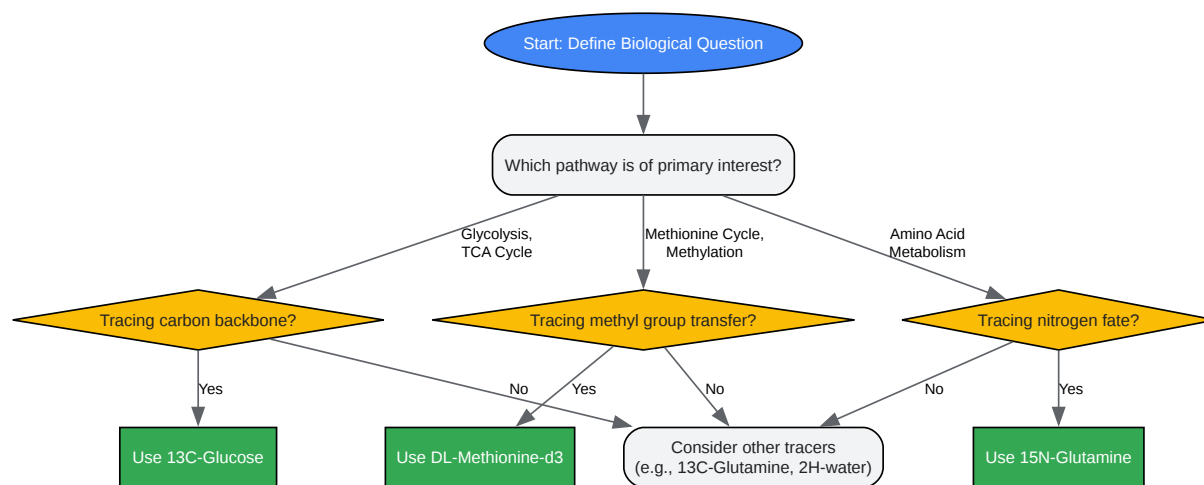 Start: Define Biological Question
Which pathway is of primary interest?
Glycolysis,
TCA Cycle
Methionine Cycle,
Methylation
Amino Acid
Metabolism
Tracing carbon backbone?
Tracing methyl group transfer?
Tracing nitrogen fate?
Yes
No
Yes
No
No
Yes
Use 13C-Glucose
Use DL-Methionine-d3
Consider other tracers
(e.g., 13C-Glutamine, 2H-water)
Use 15N-Glutamine